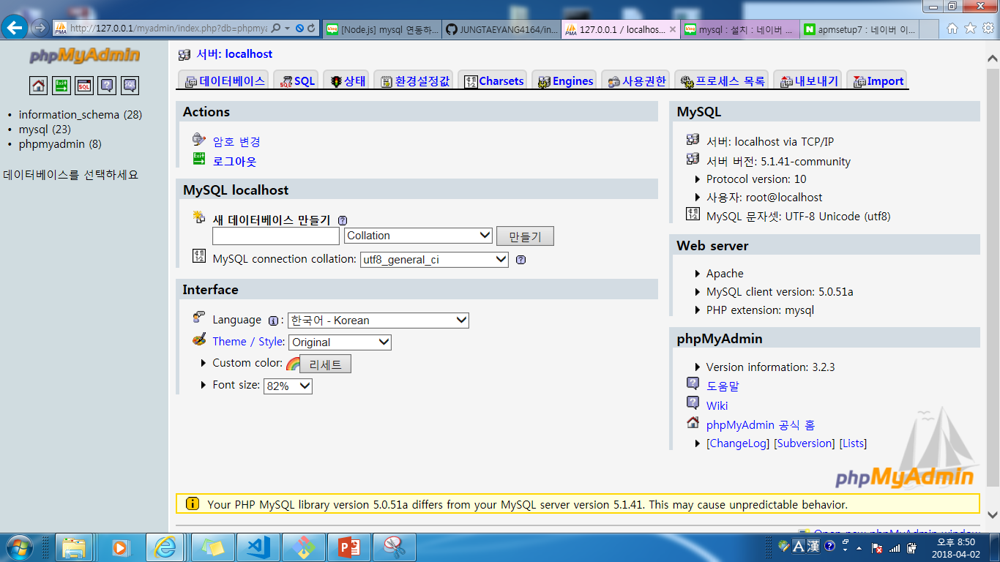 http://127.0.0.1/myadmin/index.php?db=phpmya
[Node.js] mysql 연동하...
JUNGTAEYANG4164/in...
127.0.0.1 / localhos...
mysql : 설치 : 네이버 ...
apmsetup7 : 네이버 이...
phpMyAdmin
서버: localhost
데이터베이스 SQL 상태 환경설정값 Charsets Engines 사용권한 프로세스 목록 내보내기 Import
information_schema (28)
mysql (23)
phpmyadmin (8)
데이터베이스를 선택하세요
Actions
암호 변경
로그아웃
MySQL localhost
새 데이터베이스 만들기
Collation 만들기
MySQL connection collation: utf8_general_ci
Interface
Language : 한국어 - Korean
Theme / Style: Original
Custom color: 리세트
Font size: 82%
MySQL
서버: localhost via TCP/IP
서버 버전: 5.1.41-community
Protocol version: 10
사용자: root@localhost
MySQL 문자셋: UTF-8 Unicode (utf8)
Web server
Apache
MySQL client version: 5.0.51a
PHP extension: mysql
phpMyAdmin
Version information: 3.2.3
도움말
Wiki
phpMyAdmin 공식 홈
[ChangeLog] [Subversion] [Lists]
phpMyAdmin
Your PHP MySQL library version 5.0.51a differs from your MySQL server version 5.1.41. This may cause unpredictable behavior.
Open new phpMyAdmin window
A 漢
오후 8:50
2018-04-02